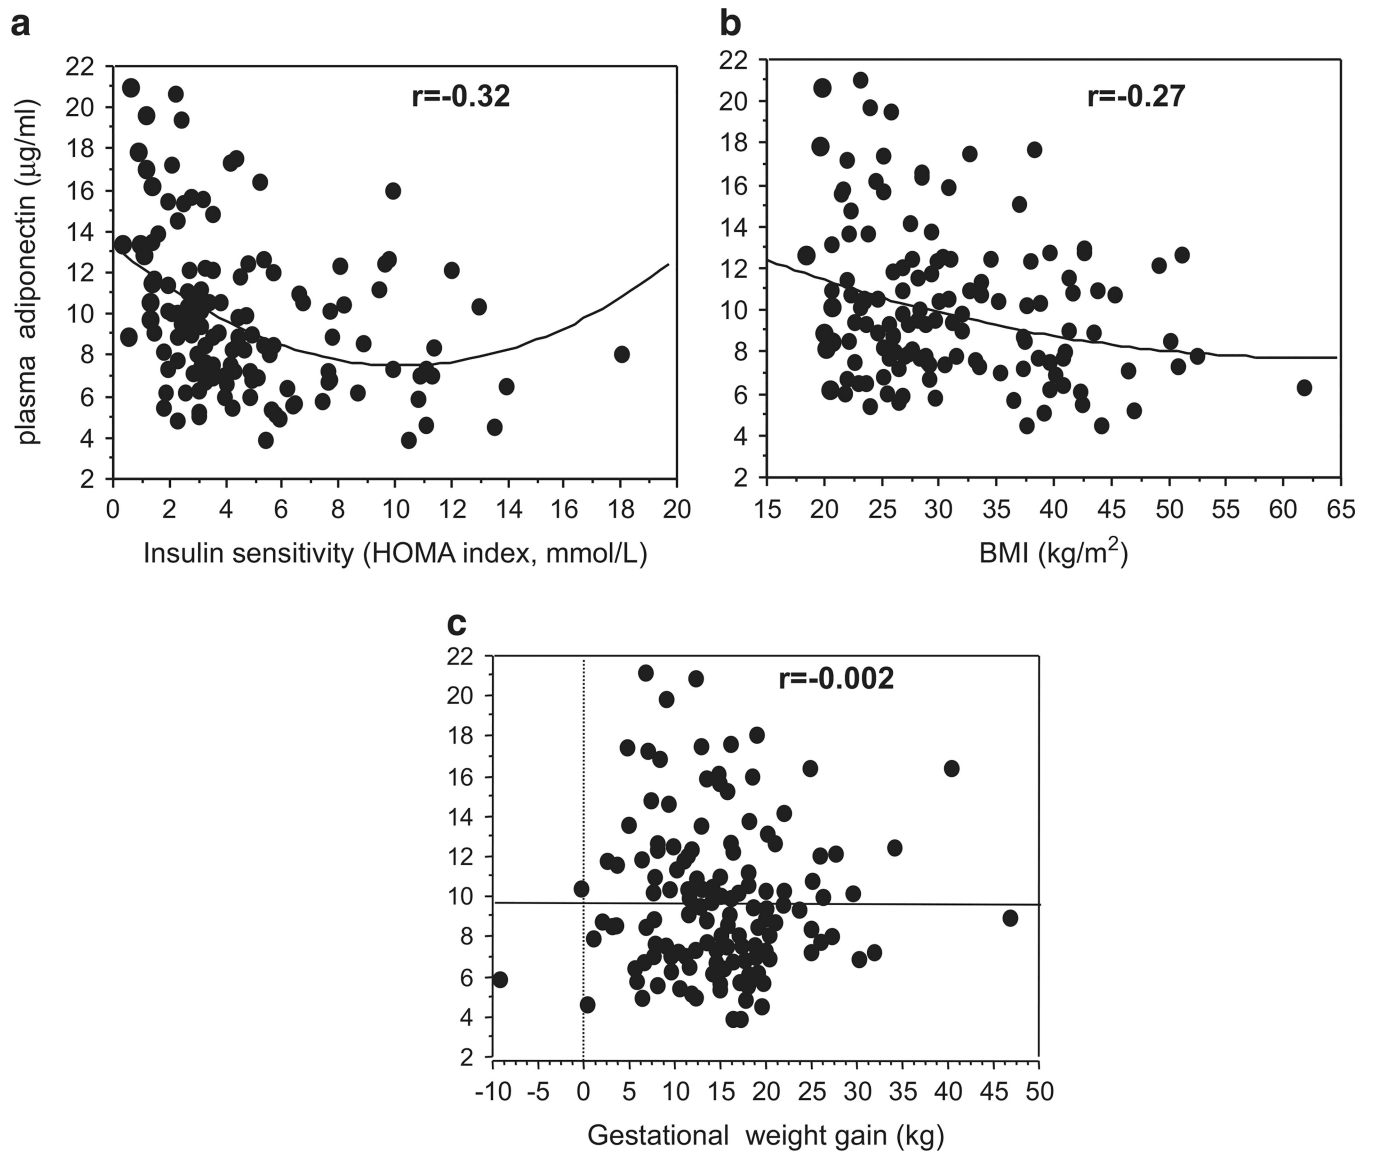 a
22
20
18
16
14
12
10
8
6
4
2
plasma adiponectin (µg/ml)
r=-0.32
0 2 4 6 8 10 12 14 16 18 20
Insulin sensitivity (HOMA index, mmol/L)
b
22
20
18
16
14
12
10
8
6
4
2
r=-0.27
15 20 25 30 35 40 45 50 55 60 65
BMI (kg/m²)
c
22
20
18
16
14
12
10
8
6
4
2
r=-0.002
-10 -5 0 5 10 15 20 25 30 35 40 45 50
Gestational weight gain (kg)